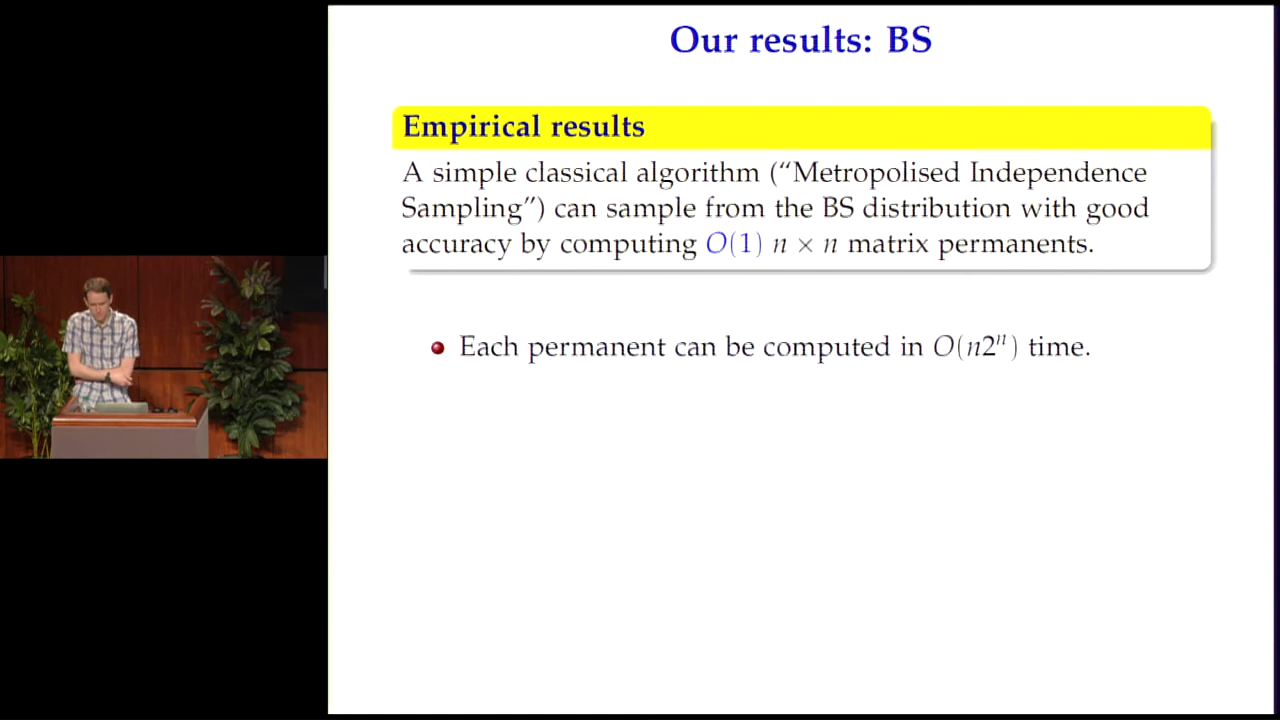 Our results: BS
Empirical results
A simple classical algorithm (“Metropolised Independence
Sampling”) can sample from the BS distribution with good
accuracy by computing O(1) n × n matrix permanents.
Each permanent can be computed in O(n2ⁿ) time.